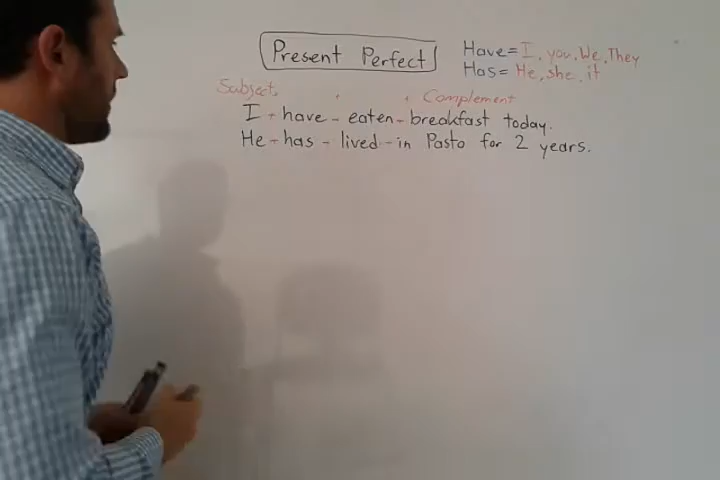 Present Perfect
Have = I, you, We, They
Has = He, she, it
Subject + + Complement
I + have - eaten - breakfast today.
He - has - lived - in Pasto for 2 years.